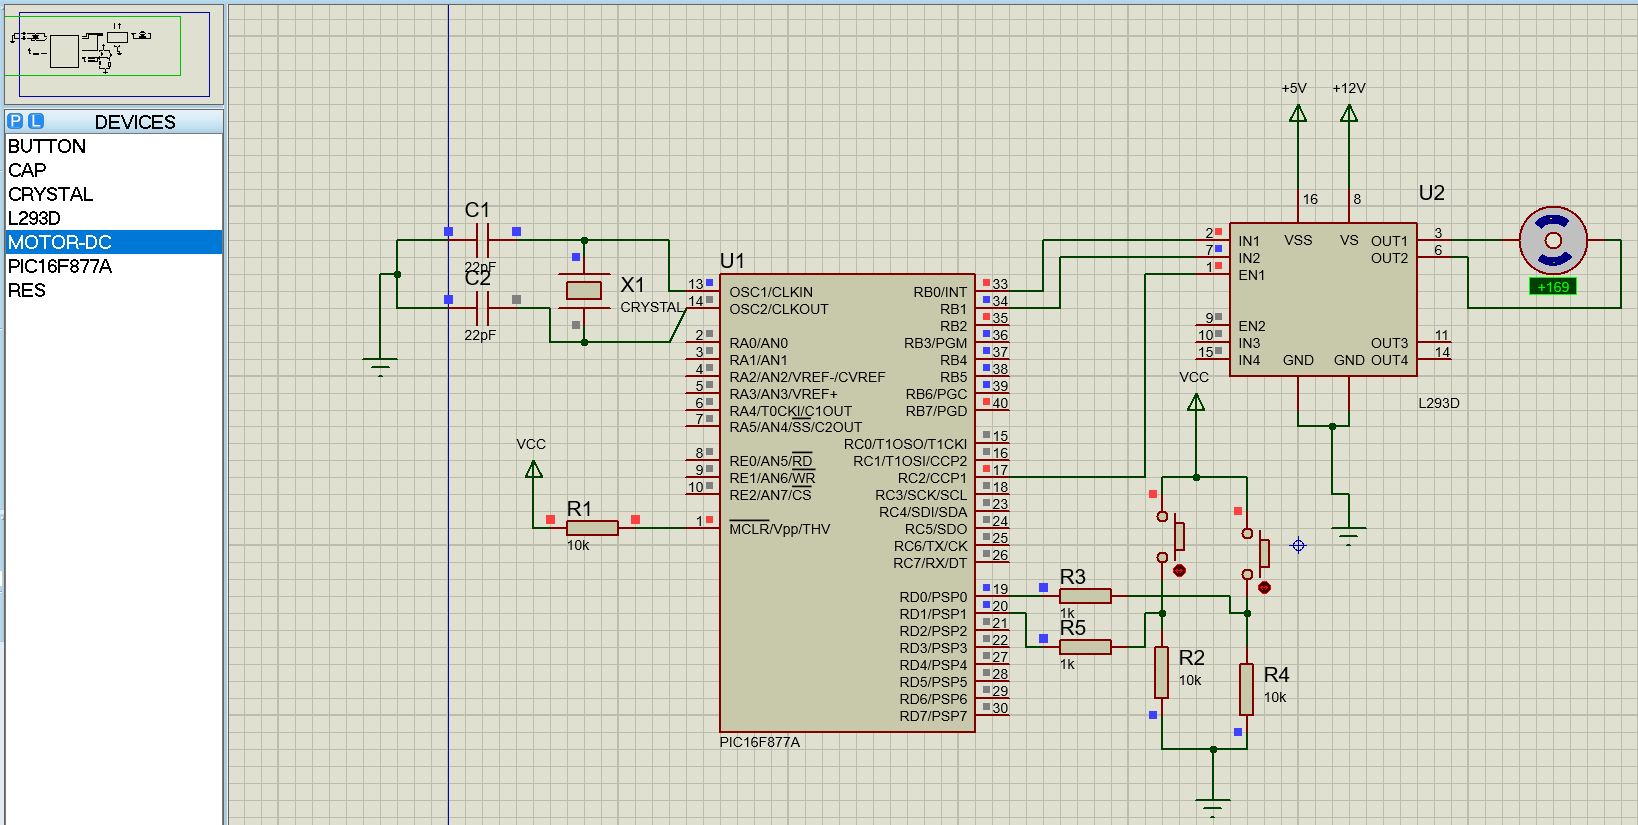 P L DEVICES
BUTTON
CAP
CRYSTAL
L293D
MOTOR-DC
PIC16F877A
RES
C1
22pF
C2
22pF
X1
CRYSTAL
VCC
R1
10k
U1
13 OSC1/CLKIN
14 OSC2/CLKOUT
2 RA0/AN0
3 RA1/AN1
4 RA2/AN2/VREF-/CVREF
5 RA3/AN3/VREF+
6 RA4/T0CKI/C1OUT
7 RA5/AN4/SS/C2OUT
8 RE0/AN5/RD
9 RE1/AN6/WR
10 RE2/AN7/CS
1 MCLR/Vpp/THV
RB0/INT 33
RB1 34
RB2 35
RB3/PGM 36
RB4 37
RB5 38
RB6/PGC 39
RB7/PGD 40
RC0/T1OSO/T1CKI 15
RC1/T1OSI/CCP2 16
RC2/CCP1 17
RC3/SCK/SCL 18
RC4/SDI/SDA 23
RC5/SDO 24
RC6/TX/CK 25
RC7/RX/DT 26
RD0/PSP0 19
RD1/PSP1 20
RD2/PSP2 21
RD3/PSP3 22
RD4/PSP4 27
RD5/PSP5 28
RD6/PSP6 29
RD7/PSP7 30
PIC16F877A
R3
1k
R5
1k
VCC
R2
10k
R4
10k
+5V +12V
U2
16 8
2 IN1 VSS VS OUT1 3
7 IN2 OUT2 6
1 EN1
9 EN2
10 IN3 OUT3 11
15 IN4 GND GND OUT4 14
L293D
+169